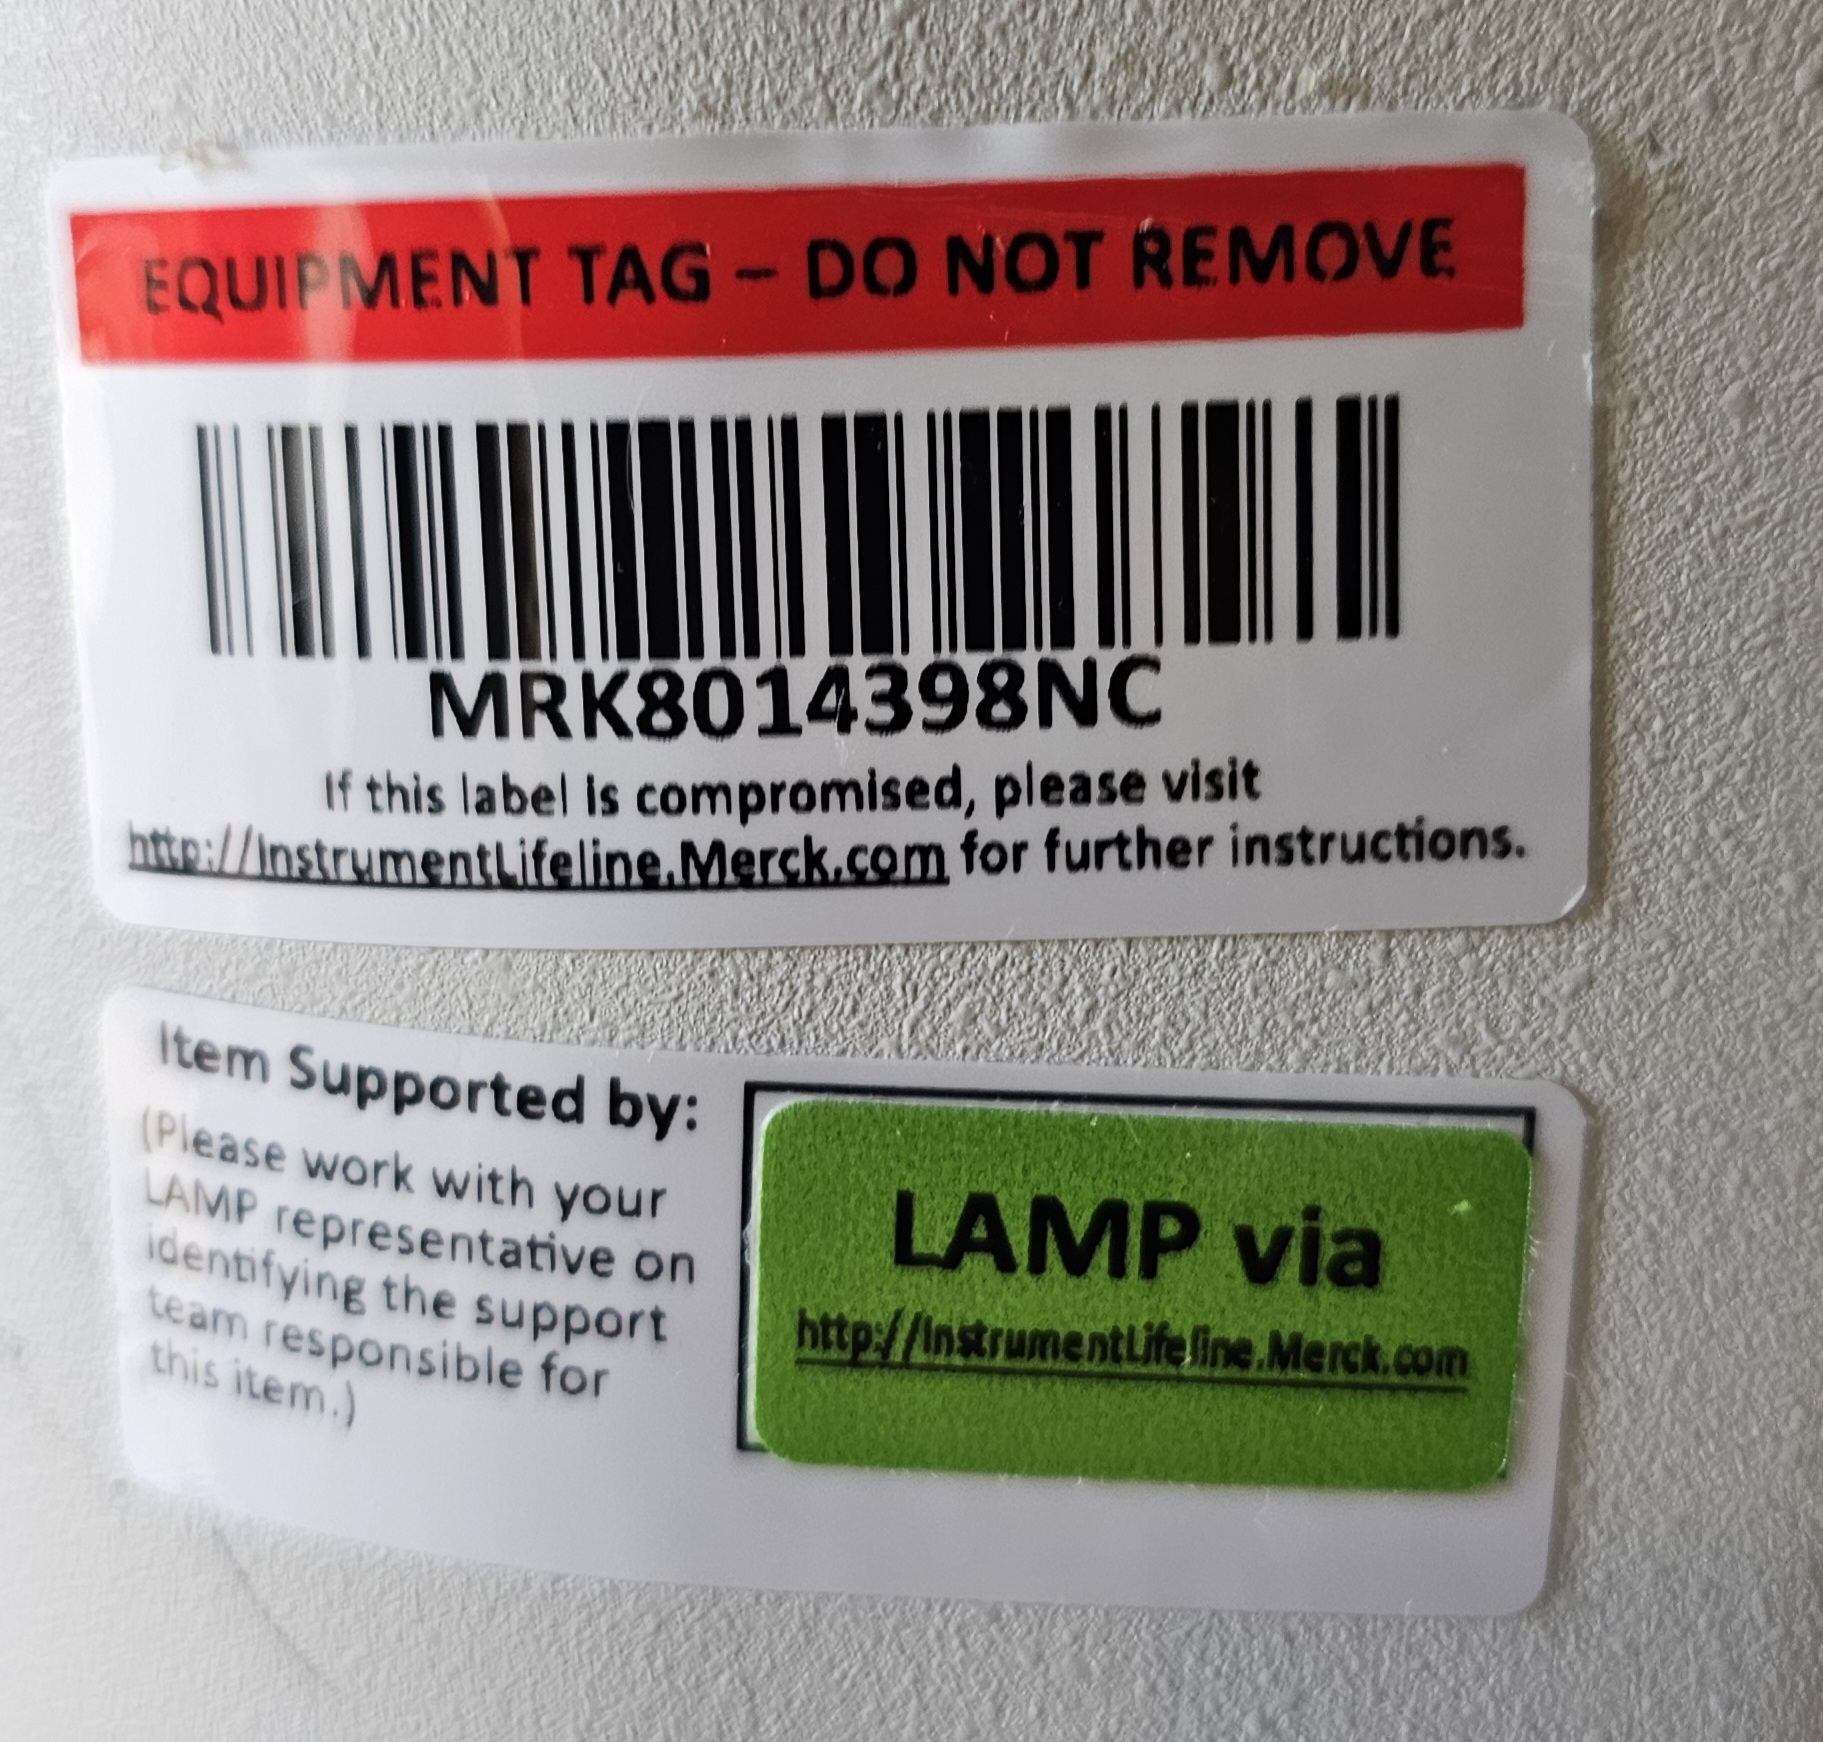 EQUIPMENT TAG – DO NOT REMOVE
MRK8014398NC
If this label is compromised, please visit
http://InstrumentLifeline.Merck.com for further instructions.
Item Supported by:
(Please work with your
LAMP representative on
identifying the support
team responsible for
this item.)
LAMP via
http://InstrumentLifeline.Merck.com